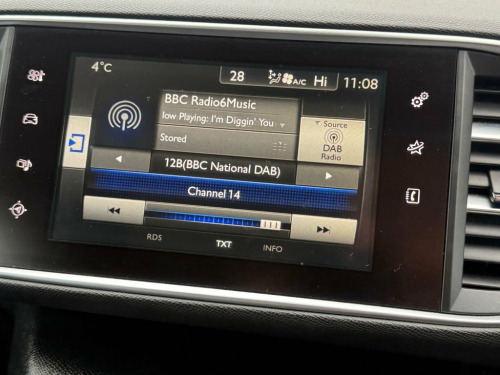 4°C
28
A/C
Hi
11:08
BBC Radio6Music
low Playing: I'm Diggin' You
Source
Stored
DAB
Radio
12B(BBC National DAB)
Channel 14
RDS
TXT
INFO